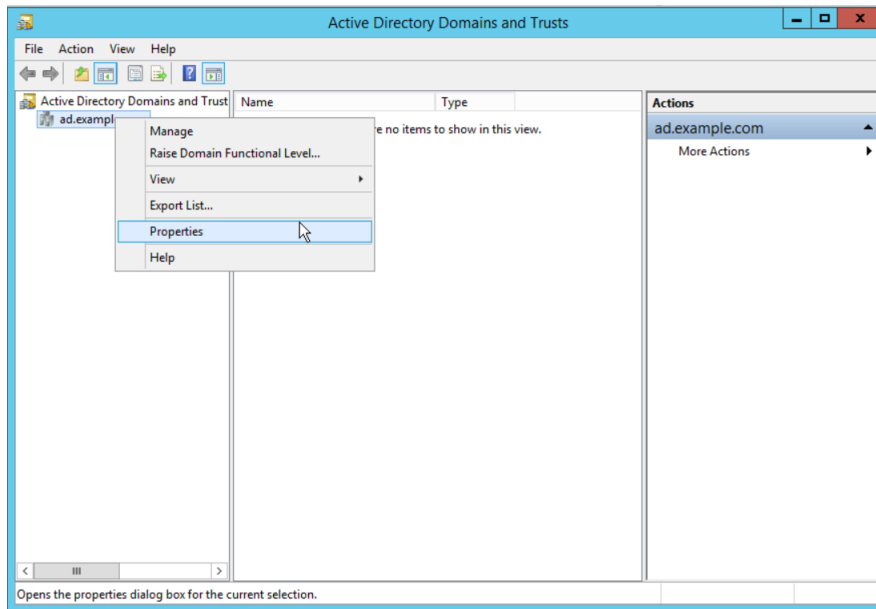 Active Directory Domains and Trusts
File Action View Help
Active Directory Domains and Trust
ad.exampl
Name Type
re no items to show in this view.
Manage
Raise Domain Functional Level...
View
Export List...
Properties
Help
Actions
ad.example.com
More Actions
Opens the properties dialog box for the current selection.